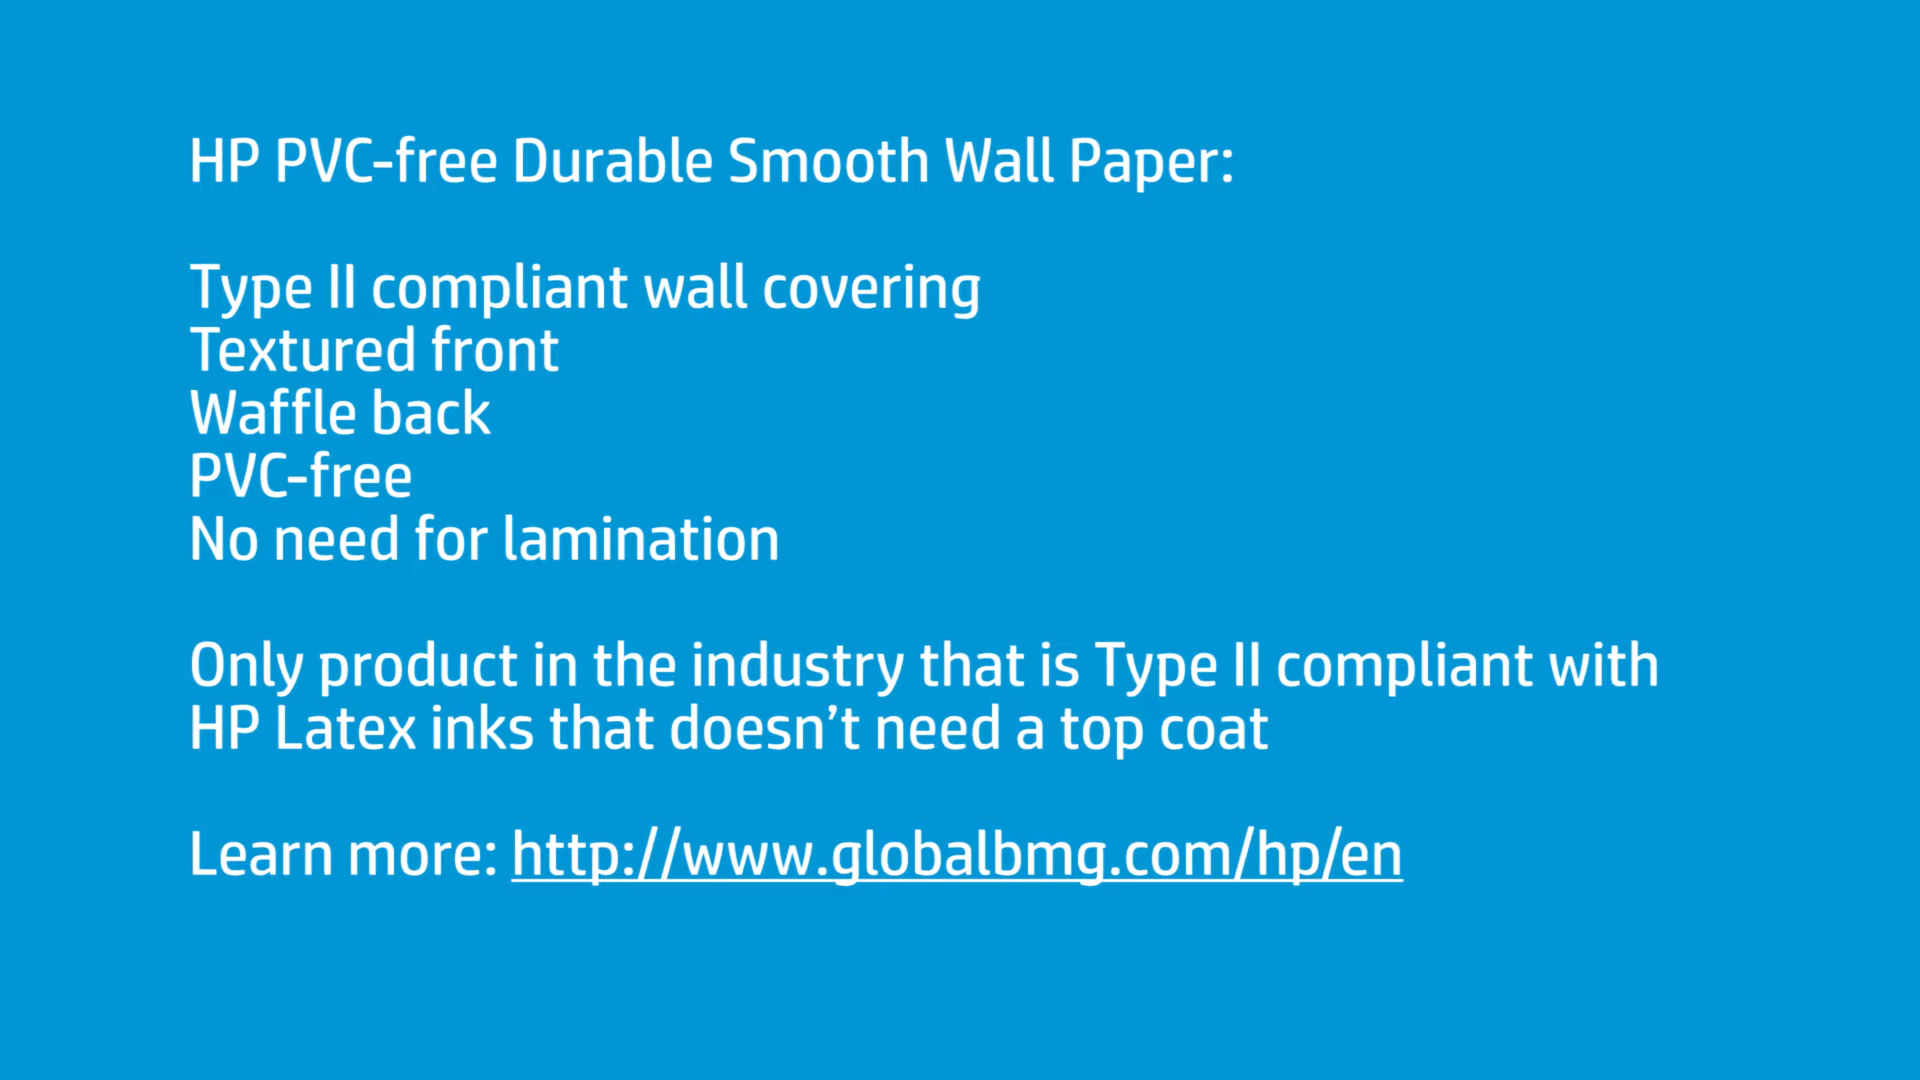 HP PVC-free Durable Smooth Wall Paper:
Type II compliant wall covering
Textured front
Waffle back
PVC-free
No need for lamination
Only product in the industry that is Type II compliant with
HP Latex inks that doesn’t need a top coat
Learn more: http://www.globalbmg.com/hp/en